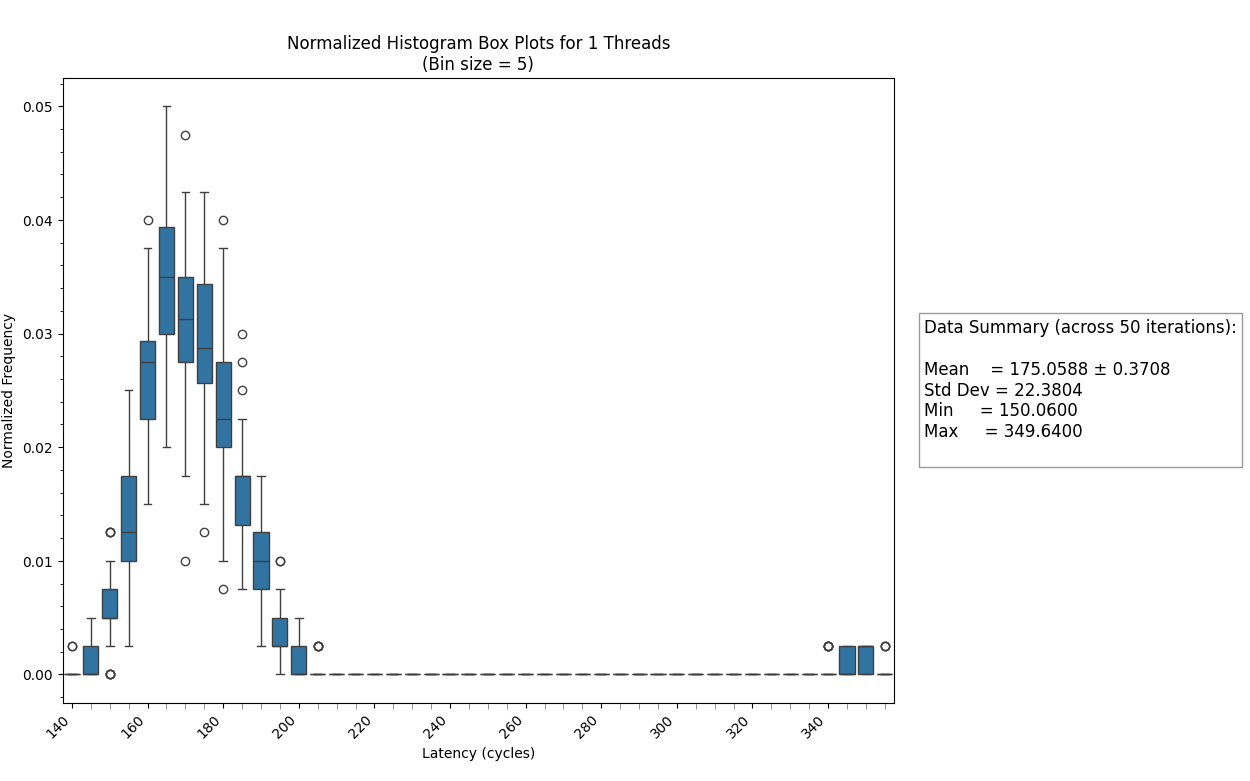 Normalized Histogram Box Plots for 1 Threads
(Bin size = 5)
Normalized Frequency
0.05
0.04
0.03
0.02
0.01
0.00
140
160
180
200
220
240
260
280
300
320
340
Latency (cycles)
Data Summary (across 50 iterations):
Mean = 175.0588 ± 0.3708
Std Dev = 22.3804
Min = 150.0600
Max = 349.6400